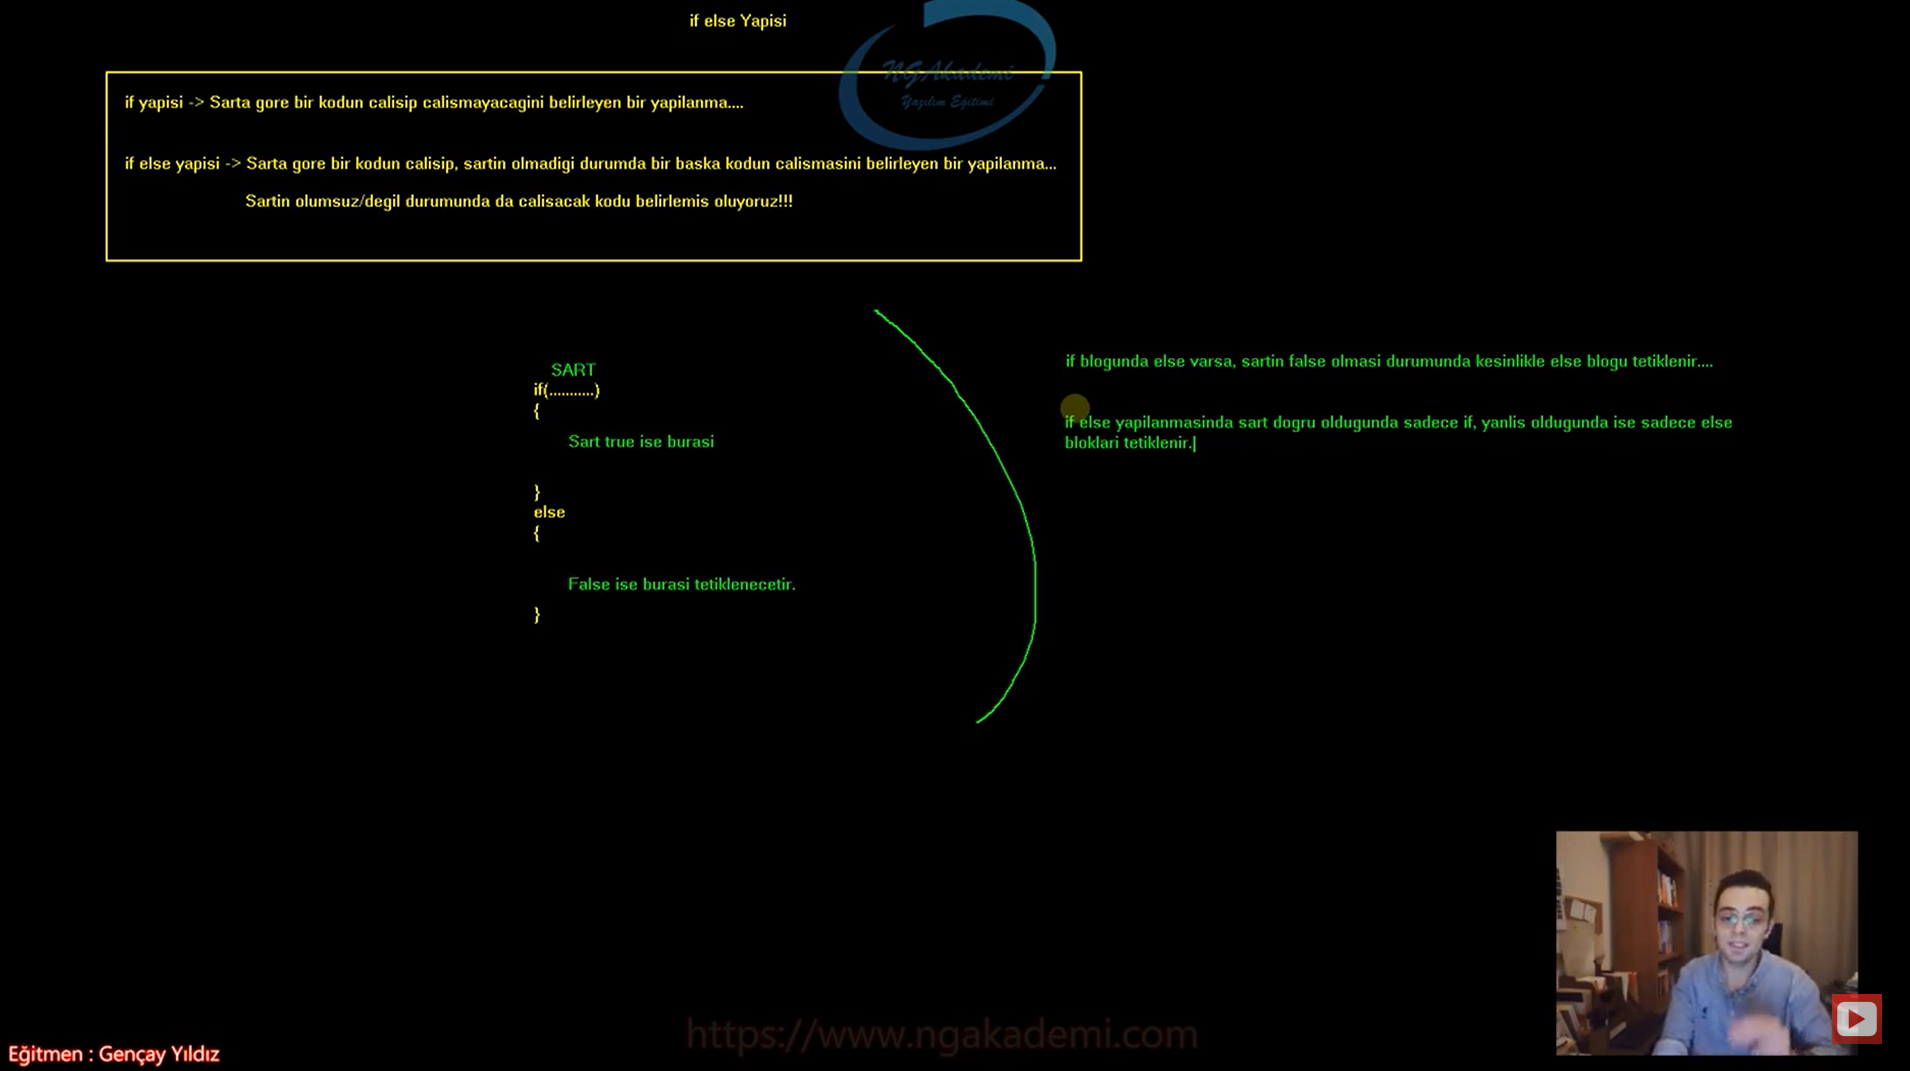 if else Yapisi
NGAkademi
Yazılım Eğitimi
if yapisi -> Sarta gore bir kodun calisip calismayacagini belirleyen bir yapilanma....
if else yapisi -> Sarta gore bir kodun calisip, sartin olmadigi durumda bir baska kodun calismasini belirleyen bir yapilanma...
Sartin olumsuz/degil durumunda da calisacak kodu belirlemis oluyoruz!!!
SART
if(...........)
{
Sart true ise burasi
}
else
{
False ise burasi tetiklenecetir.
}
if blogunda else varsa, sartin false olmasi durumunda kesinlikle else blogu tetiklenir....
if else yapilanmasinda sart dogru oldugunda sadece if, yanlis oldugunda ise sadece else
bloklari tetiklenir.
https://www.ngakademi.com
Eğitmen : Gençay Yıldız